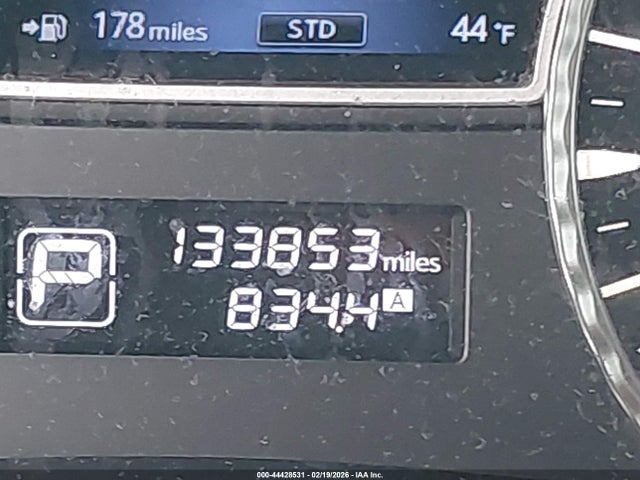 178 miles STD 44°F
P
133853 miles
834.4 A
000-44428531 - 02/19/2026 - IAA Inc.